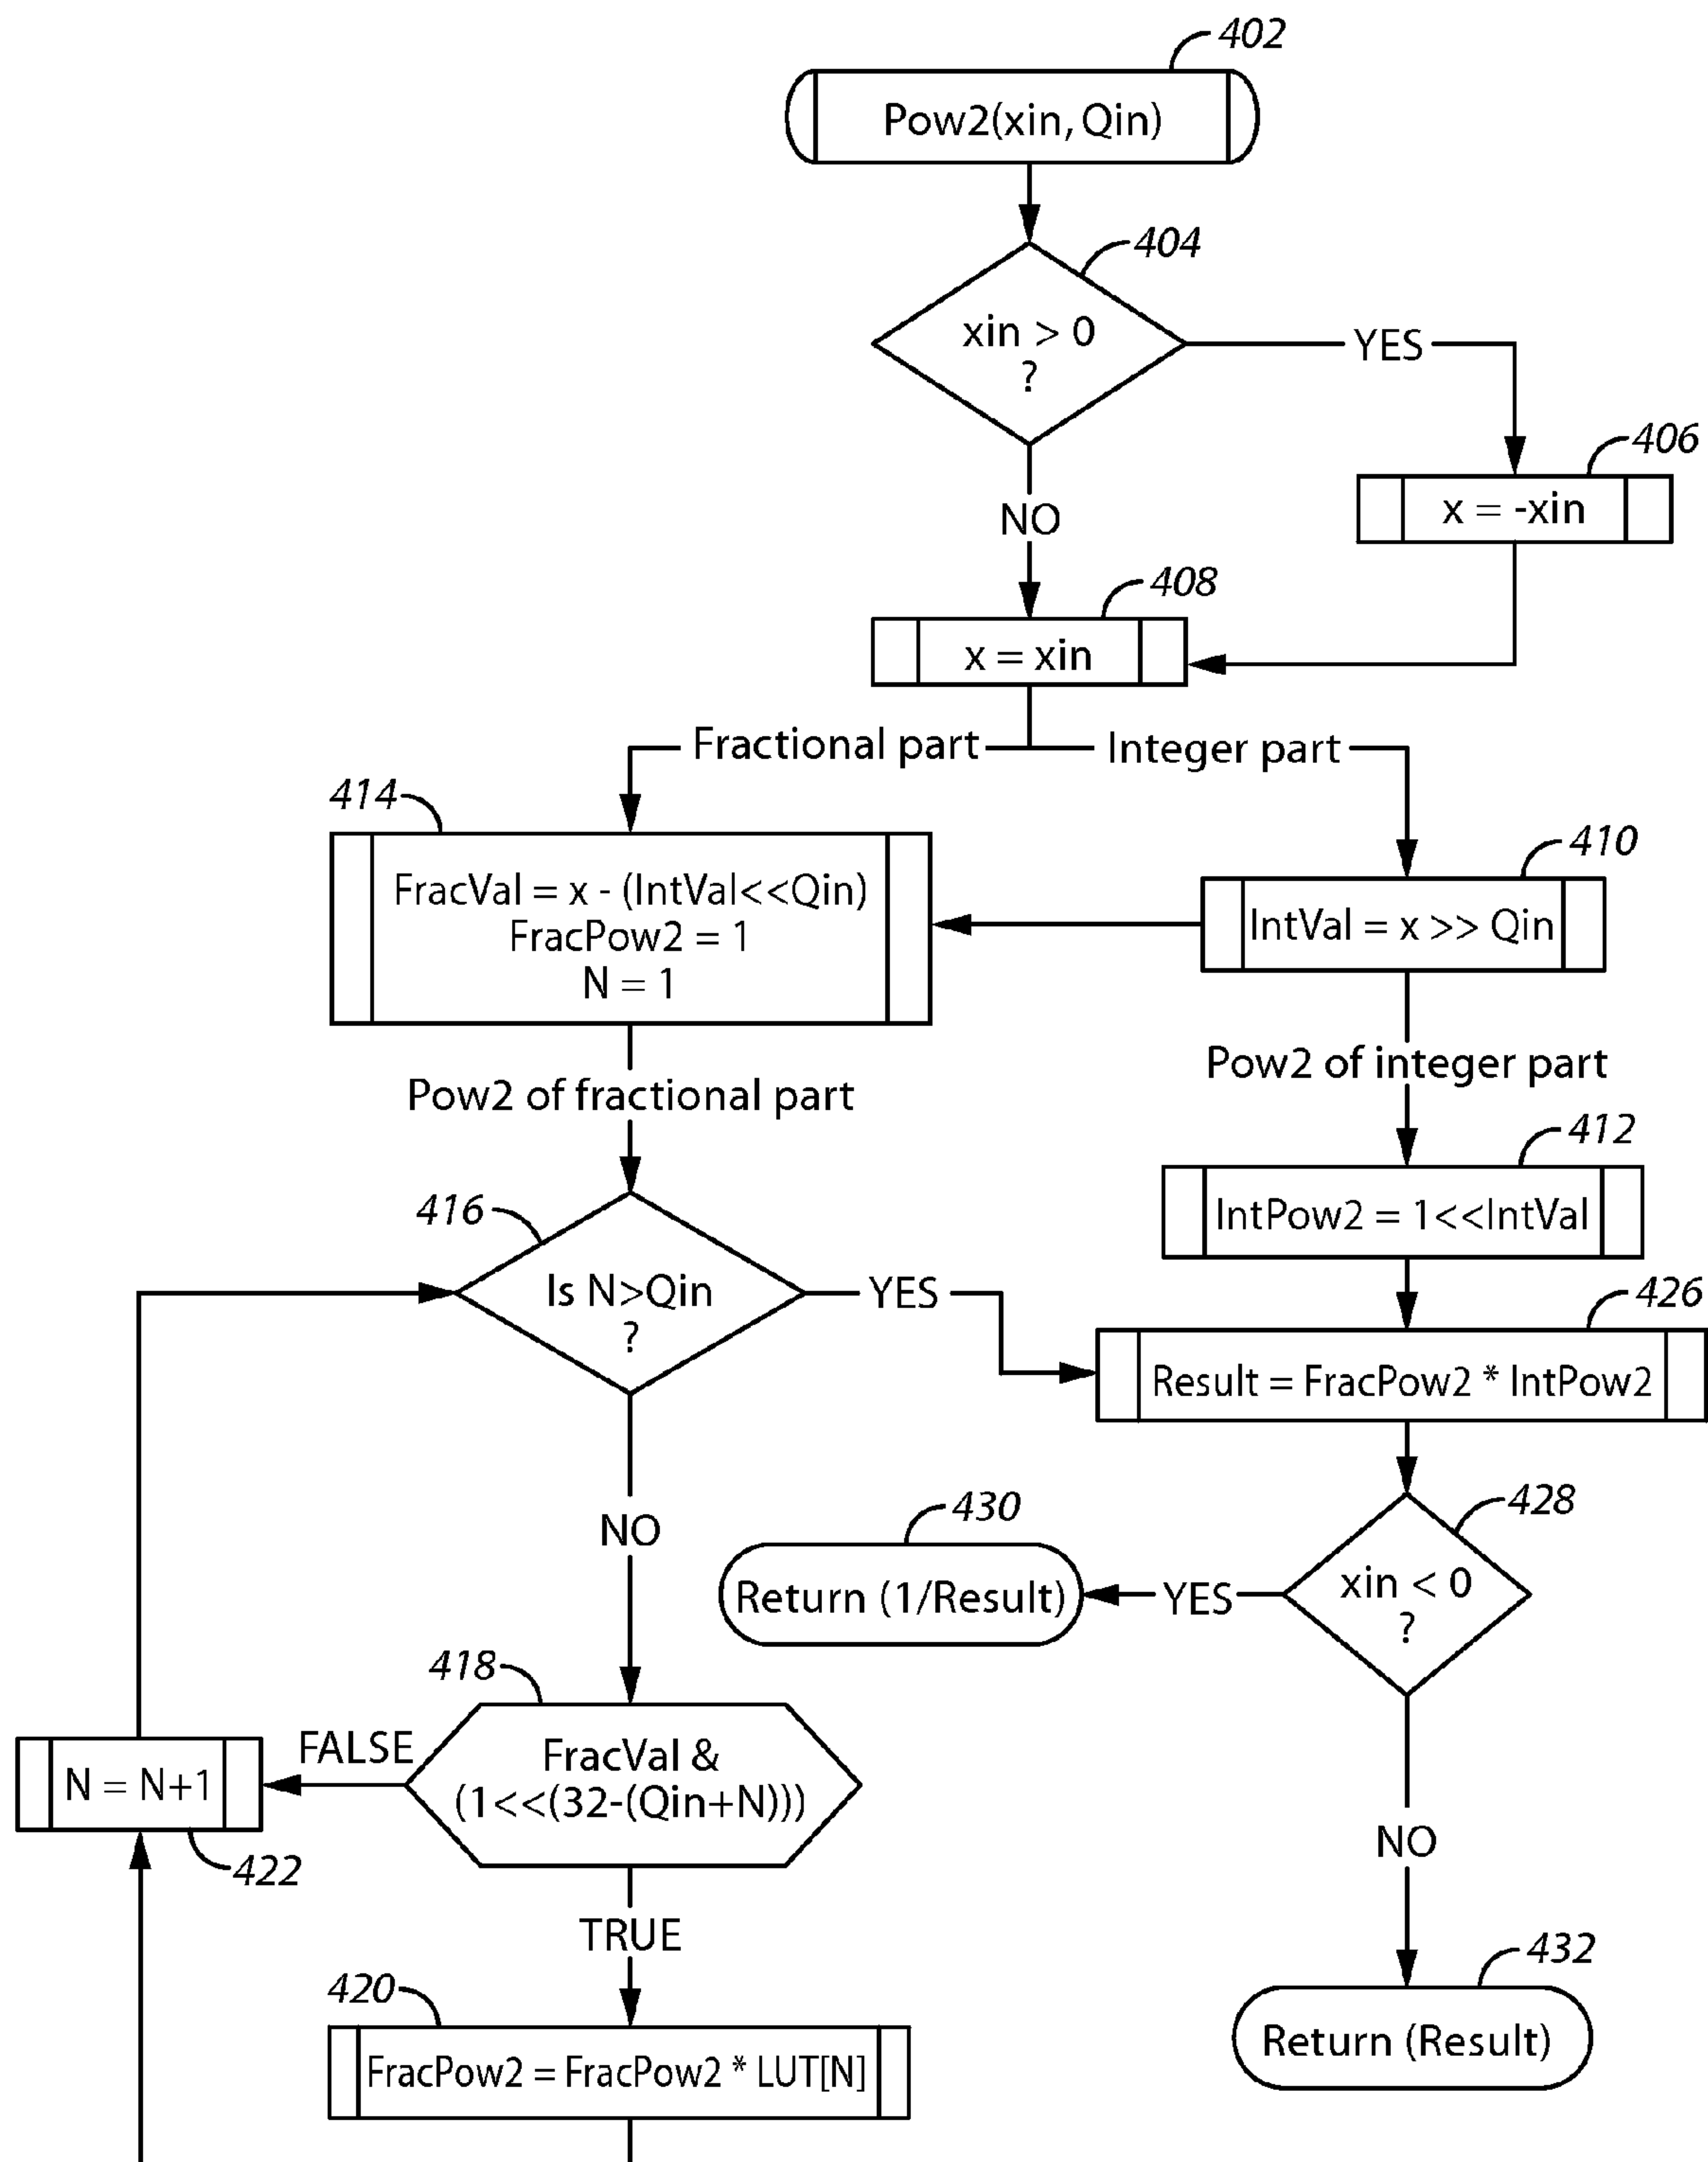 402
Pow2(xin, Qin)
404
xin > 0
?
YES
406
x = -xin
NO
408
x = xin
Fractional part
Integer part
414
FracVal = x - (IntVal<<Qin)
FracPow2 = 1
N = 1
410
IntVal = x >> Qin
Pow2 of fractional part
Pow2 of integer part
412
IntPow2 = 1<<IntVal
416
Is N>Qin
?
YES
426
Result = FracPow2 * IntPow2
NO
430
Return (1/Result)
YES
428
xin < 0
?
418
FracVal &
(1<<(32-(Qin+N)))
FALSE
N = N+1
422
NO
TRUE
420
FracPow2 = FracPow2 * LUT[N]
432
Return (Result)